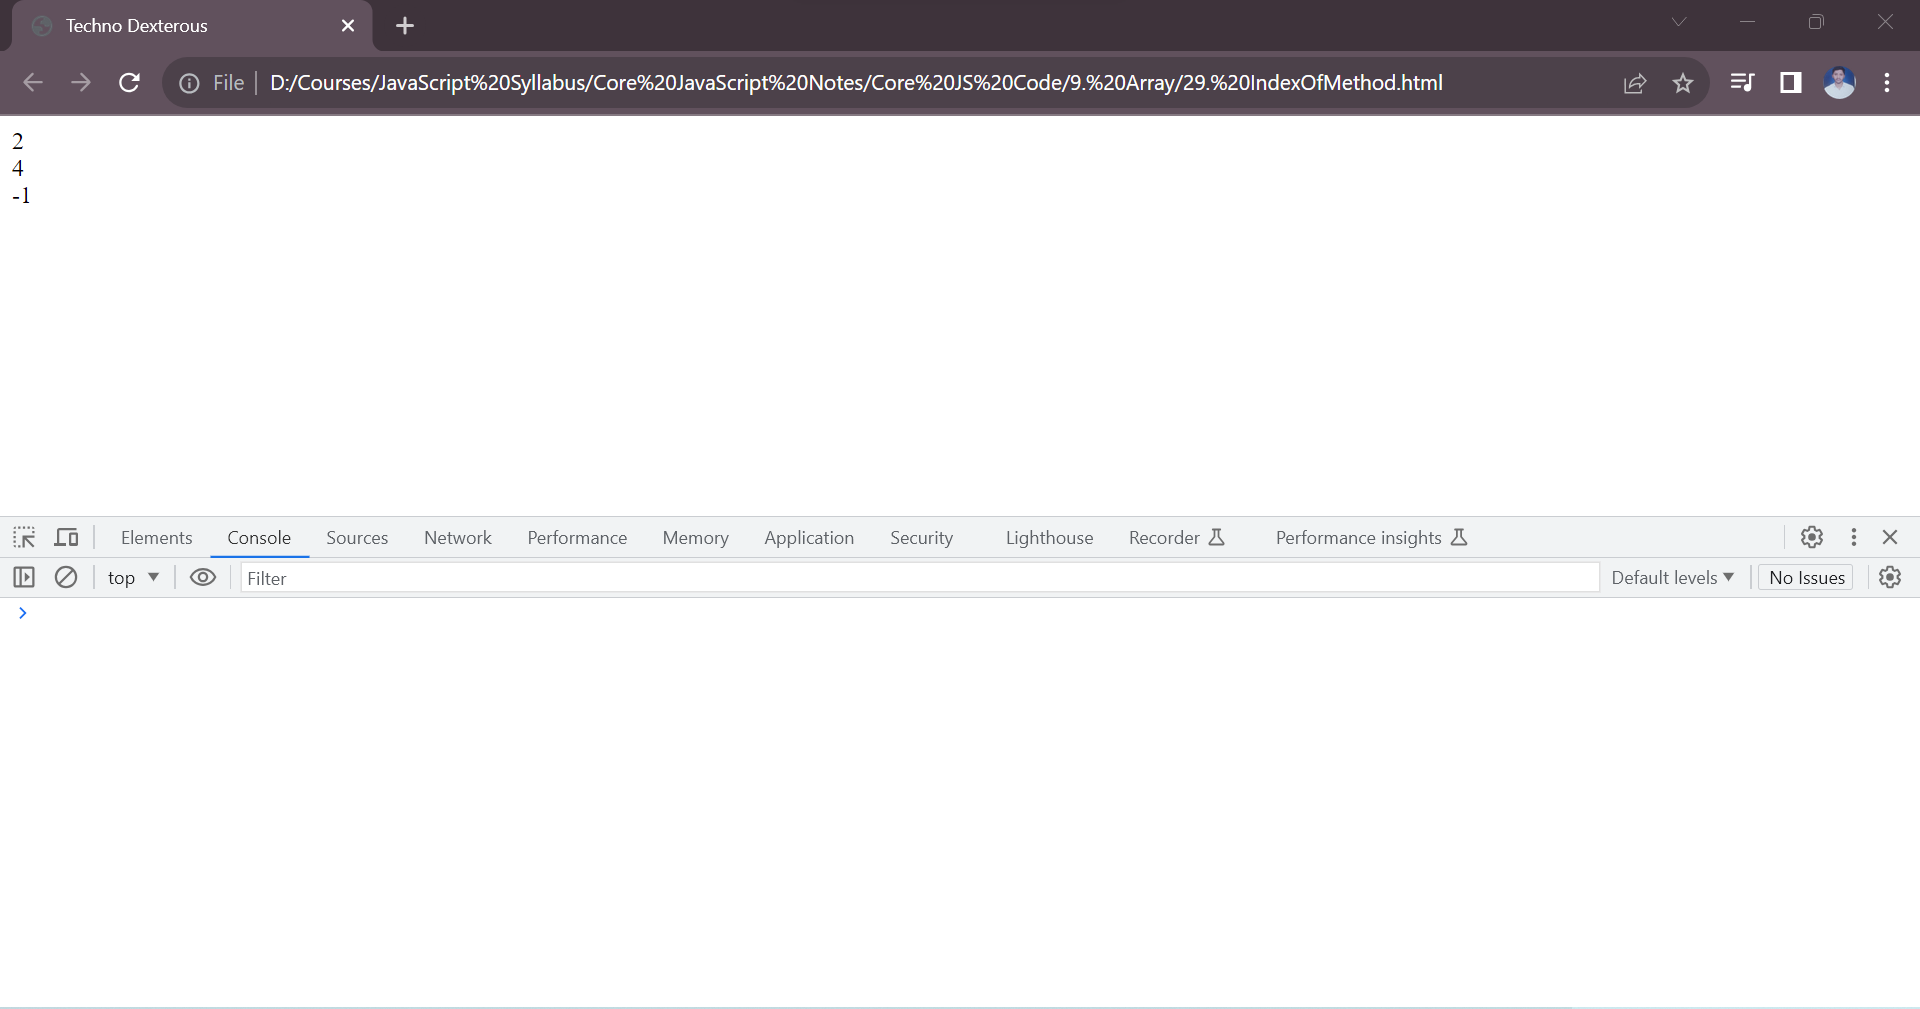 Techno Dexterous
File D:/Courses/JavaScript%20Syllabus/Core%20JavaScript%20Notes/Core%20JS%20Code/9.%20Array/29.%20IndexOfMethod.html
2
4
-1
Elements Console Sources Network Performance Memory Application Security Lighthouse Recorder Performance insights
top Filter Default levels No Issues